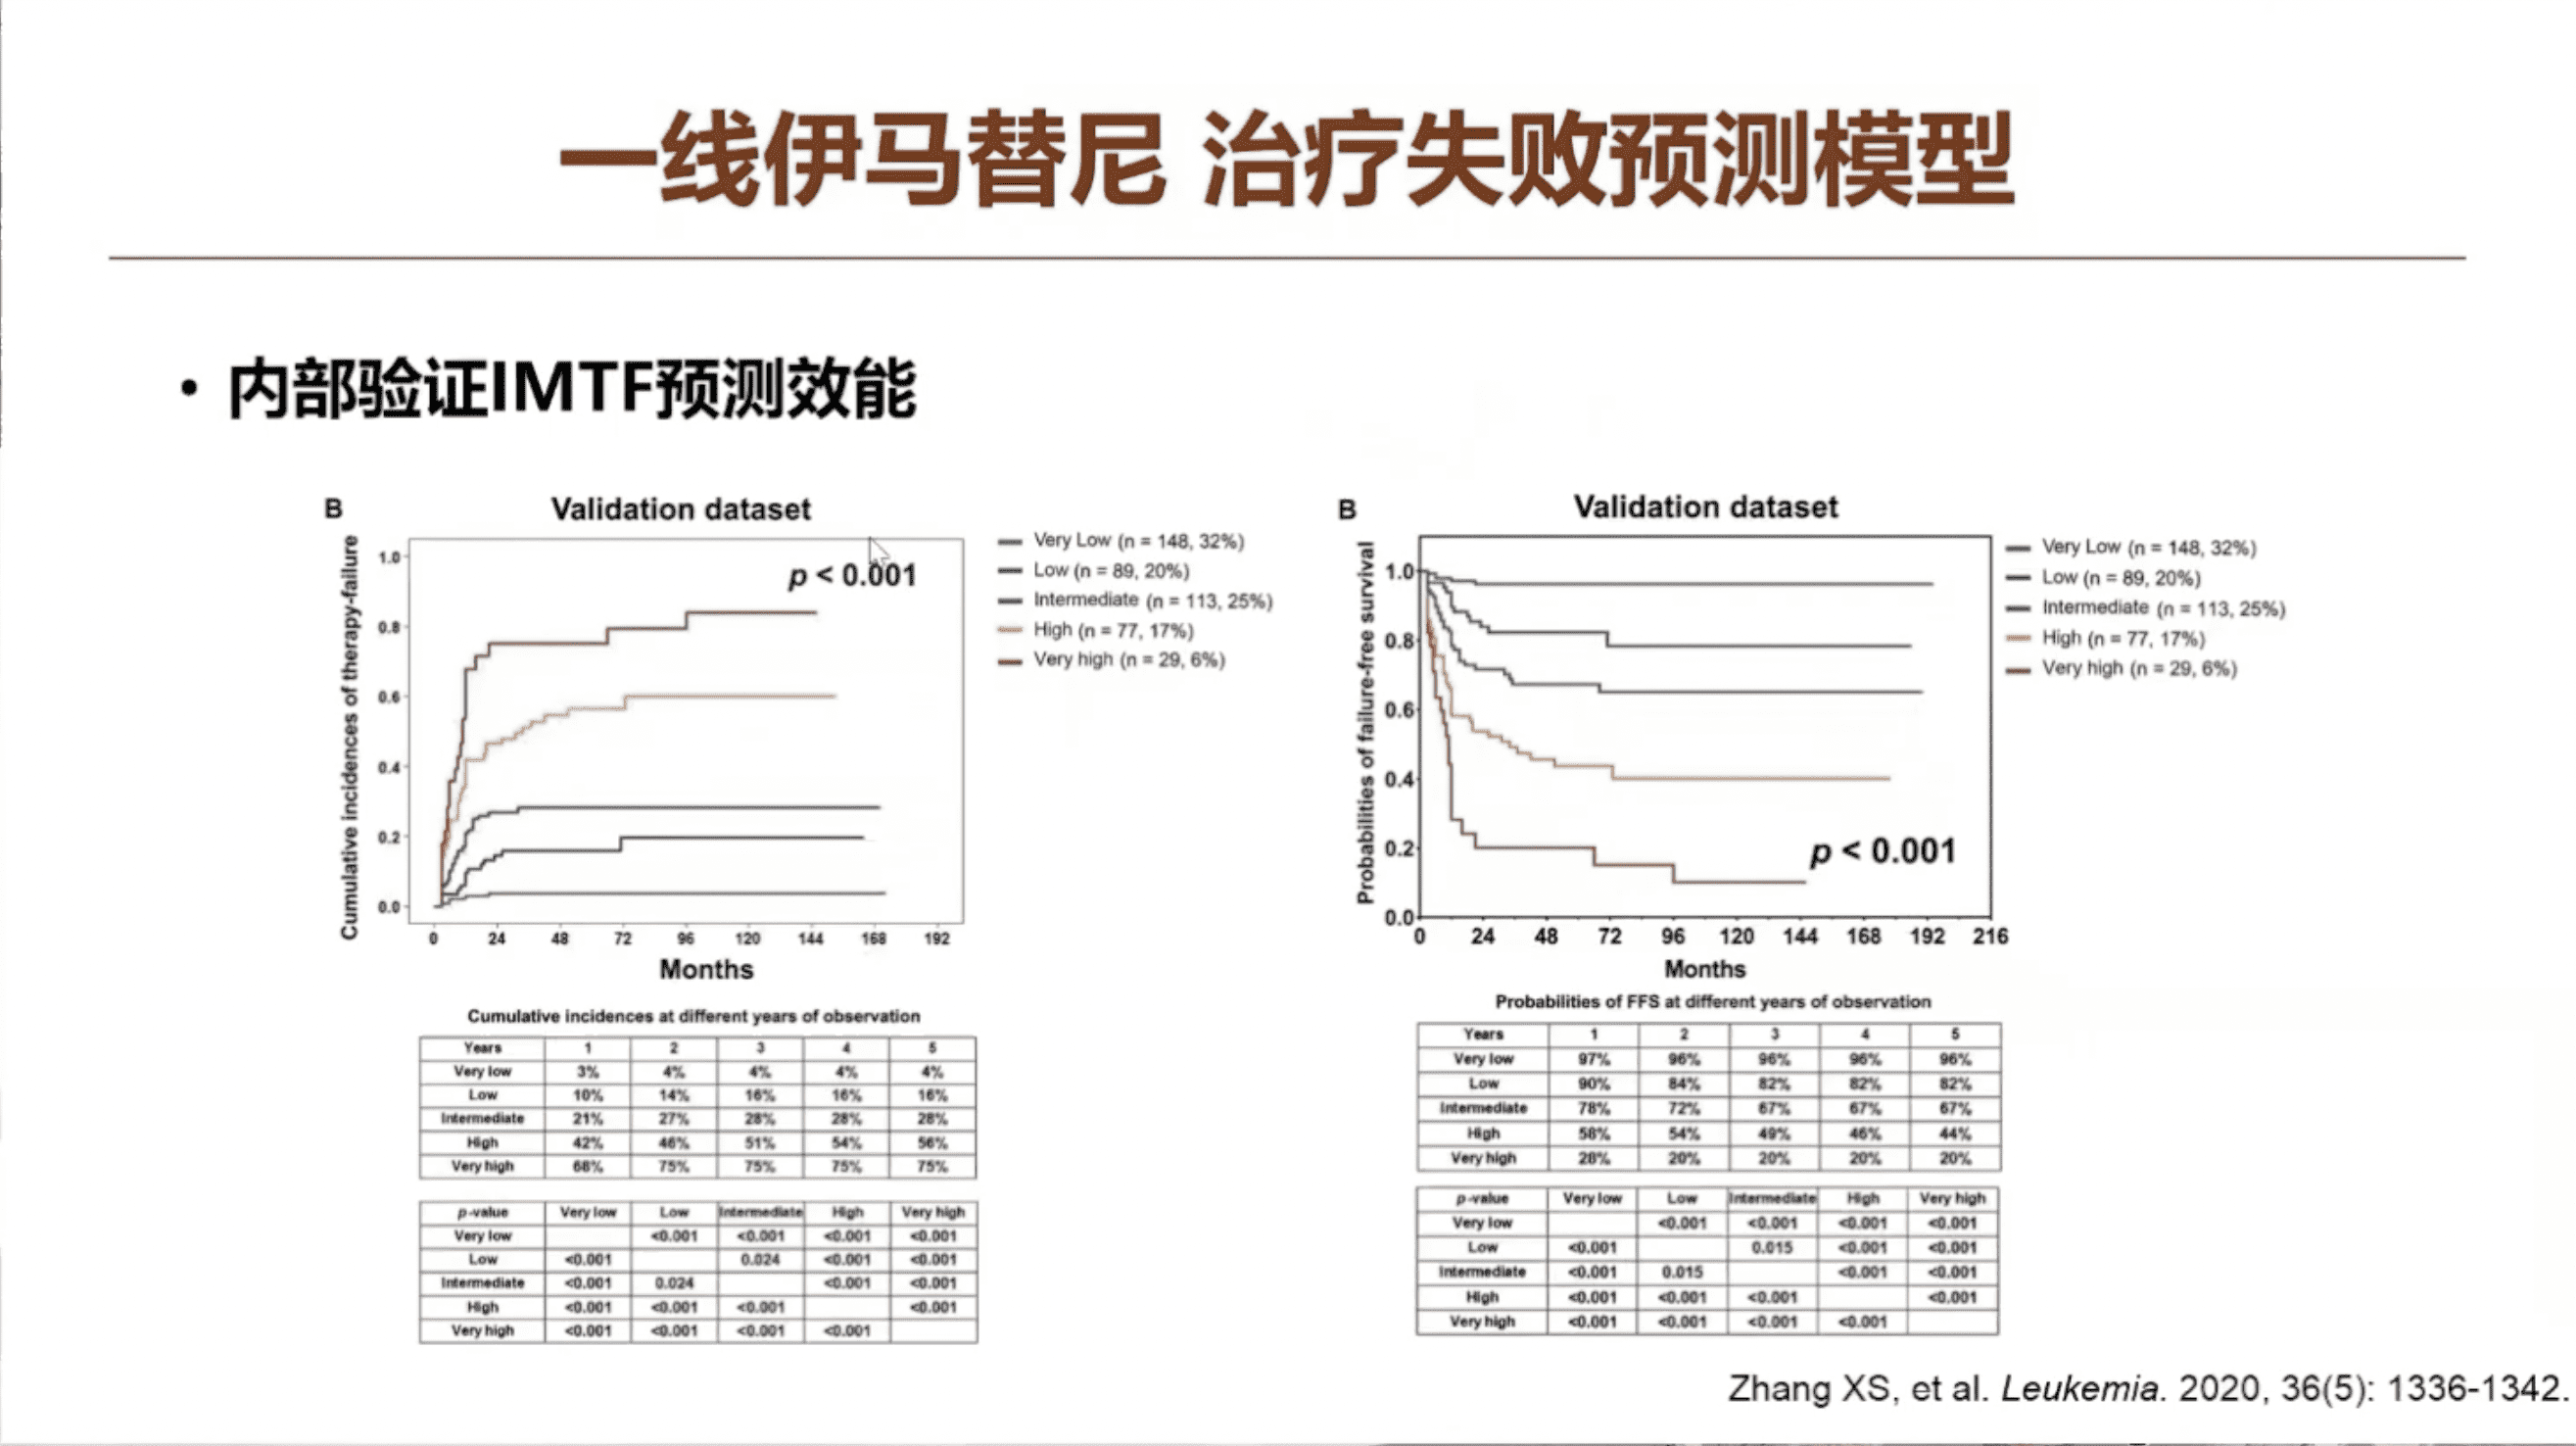 一线伊马替尼 治疗失败预测模型
• 内部验证IMTF预测效能
B
Validation dataset
Cumulative incidences of therapy-failure
1.0
0.8
0.6
0.4
0.2
0.0
p < 0.001
0 24 48 72 96 120 144 168 192
Months
Very Low (n = 148, 32%)
Low (n = 89, 20%)
Intermediate (n = 113, 25%)
High (n = 77, 17%)
Very high (n = 29, 6%)
Cumulative incidences at different years of observation
Years 1 2 3 4 5
Very low 3% 4% 4% 4% 4%
Low 10% 14% 16% 16% 16%
Intermediate 21% 27% 28% 28% 28%
High 42% 46% 51% 54% 56%
Very high 68% 75% 75% 75% 75%
p-value Very low Low Intermediate High Very high
Very low <0.001 <0.001 <0.001 <0.001
Low <0.001 0.024 <0.001 <0.001
Intermediate <0.001 0.024 <0.001 <0.001
High <0.001 <0.001 <0.001 <0.001
Very high <0.001 <0.001 <0.001 <0.001
B
Validation dataset
Probabilities of failure-free survival
1.0
0.8
0.6
0.4
0.2
0.0
p < 0.001
0 24 48 72 96 120 144 168 192 216
Months
Very Low (n = 148, 32%)
Low (n = 89, 20%)
Intermediate (n = 113, 25%)
High (n = 77, 17%)
Very high (n = 29, 6%)
Probabilities of FFS at different years of observation
Years 1 2 3 4 5
Very low 97% 96% 96% 96% 96%
Low 90% 84% 82% 82% 82%
Intermediate 78% 72% 67% 67% 67%
High 58% 54% 49% 46% 44%
Very high 28% 20% 20% 20% 20%
p-value Very low Low Intermediate High Very high
Very low <0.001 <0.001 <0.001 <0.001
Low <0.001 0.015 <0.001 <0.001
Intermediate <0.001 0.015 <0.001 <0.001
High <0.001 <0.001 <0.001 <0.001
Very high <0.001 <0.001 <0.001 <0.001
Zhang XS, et al. Leukemia. 2020, 36(5): 1336-1342.